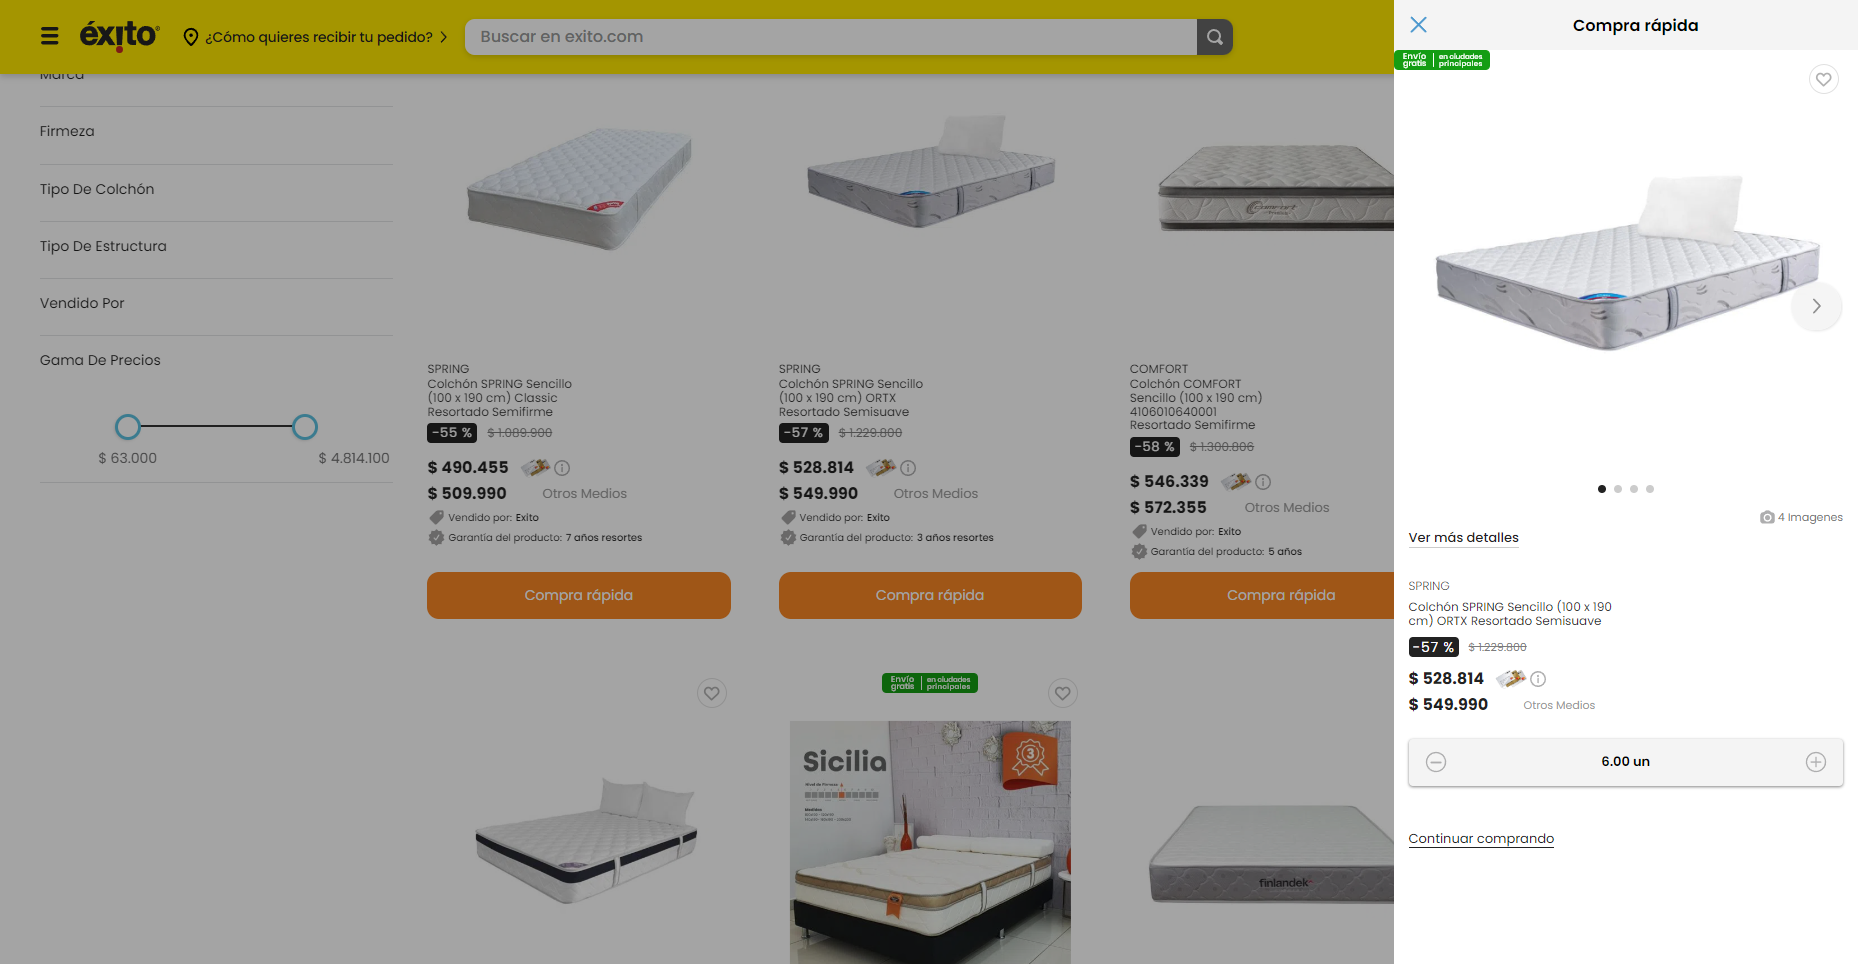 éxito
¿Cómo quieres recibir tu pedido?
Buscar en exito.com
Marca
Firmeza
Tipo De Colchón
Tipo De Estructura
Vendido Por
Gama De Precios
$ 63.000
$ 4.814.100
SPRING
Colchón SPRING Sencillo
(100 x 190 cm) Classic
Resortado Semifirme
-55 % $ 1.089.900
$ 490.455
$ 509.990 Otros Medios
Vendido por: Exito
Garantía del producto: 7 años resortes
Compra rápida
SPRING
Colchón SPRING Sencillo
(100 x 190 cm) ORTX
Resortado Semisuave
-57 % $ 1.229.800
$ 528.814
$ 549.990 Otros Medios
Vendido por: Exito
Garantía del producto: 3 años resortes
Compra rápida
Comfort
COMFORT
Colchón COMFORT
Sencillo (100 x 190 cm)
4106010640001
Resortado Semifirme
-58 % $ 1.300.806
$ 546.339
$ 572.355 Otros Medios
Vendido por: Exito
Garantía del producto: 5 años
Compra rápida
Envío gratis en ciudades principales
Sicilia
Nivel de Firmeza
3
finlandek
Compra rápida
Envío gratis en ciudades principales
4 Imagenes
Ver más detalles
SPRING
Colchón SPRING Sencillo (100 x 190
cm) ORTX Resortado Semisuave
-57 % $ 1.229.800
$ 528.814
$ 549.990 Otros Medios
6.00 un
Continuar comprando